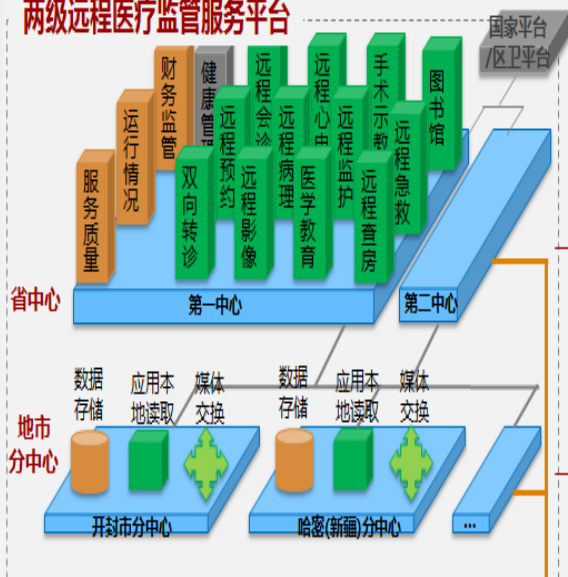 两级远程医疗监管服务平台
国家平台
/区卫平台
财务监管
健康管理
远程会诊
远程心电
手术示教
图书馆
运行情况
远程预约
远程病理
远程监护
远程急救
服务质量
双向转诊
远程影像
医学教育
远程查房
省中心
第一中心
第二中心
数据
存储
应用本
地读取
媒体
交换
数据
存储
应用本
地读取
媒体
交换
地市
分中心
开封市分中心
哈密(新疆)分中心
...